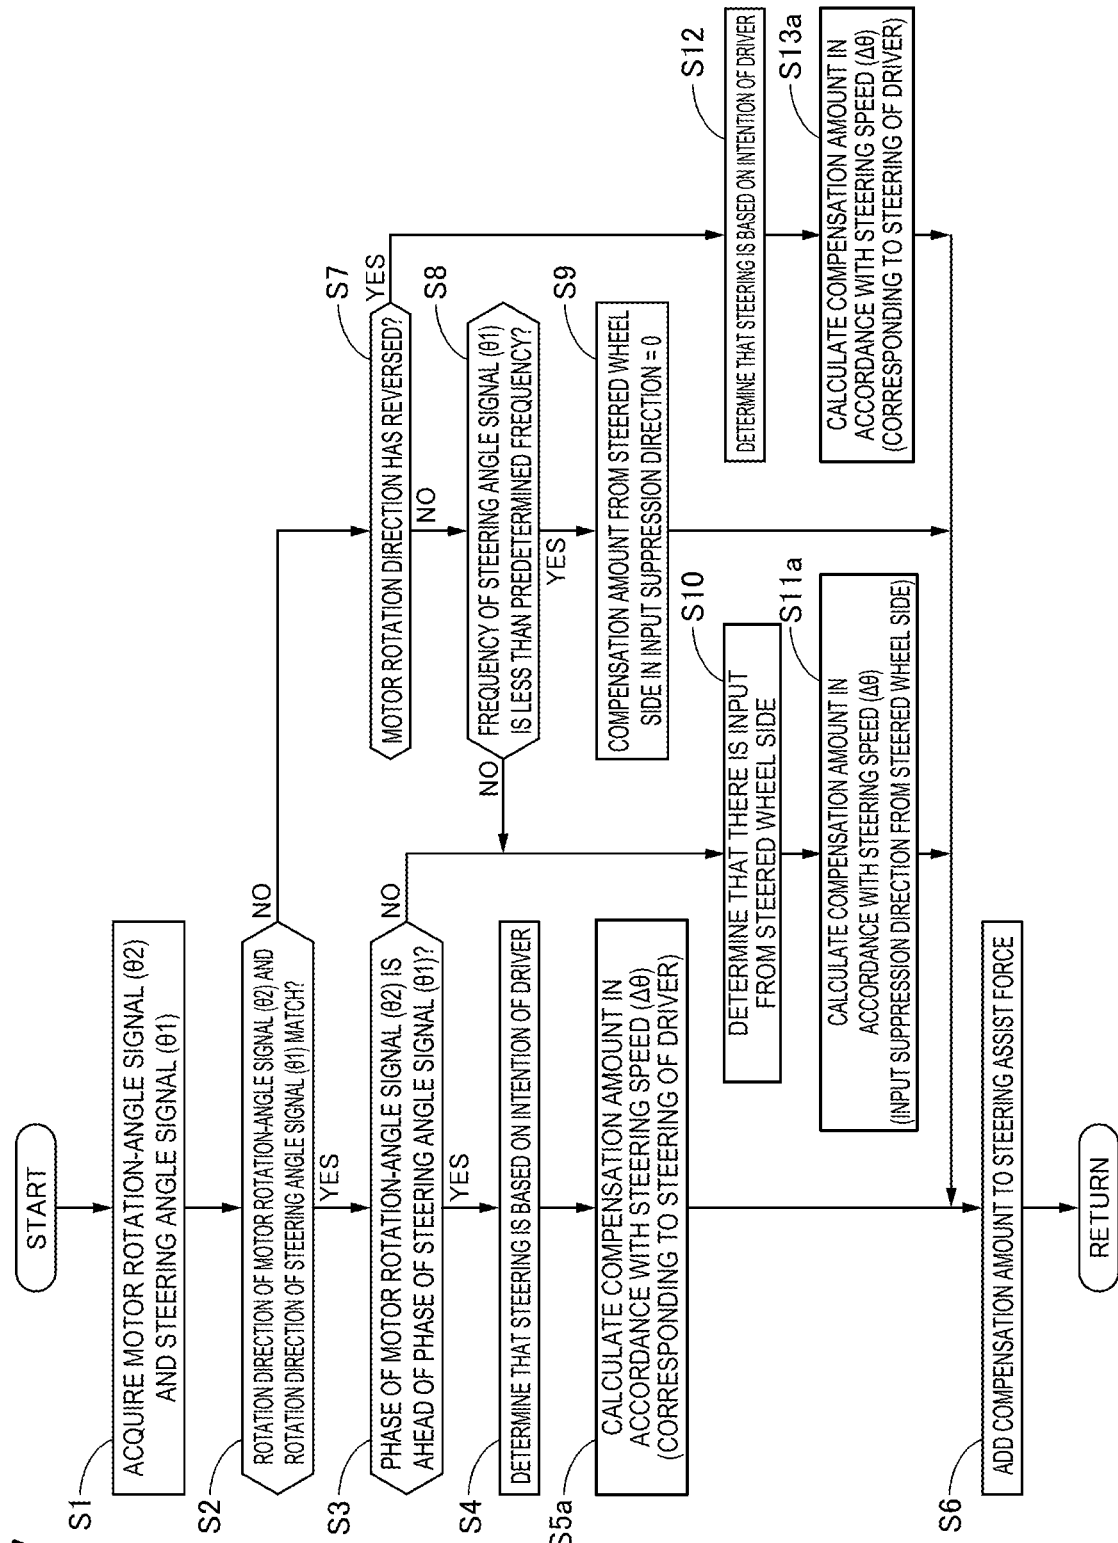 START
S1
ACQUIRE MOTOR ROTATION-ANGLE SIGNAL (θ2)
AND STEERING ANGLE SIGNAL (θ1)
S2
ROTATION DIRECTION OF MOTOR ROTATION-ANGLE SIGNAL (θ2) AND
ROTATION DIRECTION OF STEERING ANGLE SIGNAL (θ1) MATCH?
NO
YES
S3
PHASE OF MOTOR ROTATION-ANGLE SIGNAL (θ2) IS
AHEAD OF PHASE OF STEERING ANGLE SIGNAL (θ1)?
NO
YES
S4
DETERMINE THAT STEERING IS BASED ON INTENTION OF DRIVER
S5a
CALCULATE COMPENSATION AMOUNT IN
ACCORDANCE WITH STEERING SPEED (Δθ)
(CORRESPONDING TO STEERING OF DRIVER)
S7
MOTOR ROTATION DIRECTION HAS REVERSED?
YES
NO
S8
FREQUENCY OF STEERING ANGLE SIGNAL (θ1)
IS LESS THAN PREDETERMINED FREQUENCY?
NO
YES
S9
COMPENSATION AMOUNT FROM STEERED WHEEL
SIDE IN INPUT SUPPRESSION DIRECTION = 0
S10
DETERMINE THAT THERE IS INPUT
FROM STEERED WHEEL SIDE
S11a
CALCULATE COMPENSATION AMOUNT IN
ACCORDANCE WITH STEERING SPEED (Δθ)
(INPUT SUPPRESSION DIRECTION FROM STEERED WHEEL SIDE)
S12
DETERMINE THAT STEERING IS BASED ON INTENTION OF DRIVER
S13a
CALCULATE COMPENSATION AMOUNT IN
ACCORDANCE WITH STEERING SPEED (Δθ)
(CORRESPONDING TO STEERING OF DRIVER)
S6
ADD COMPENSATION AMOUNT TO STEERING ASSIST FORCE
RETURN